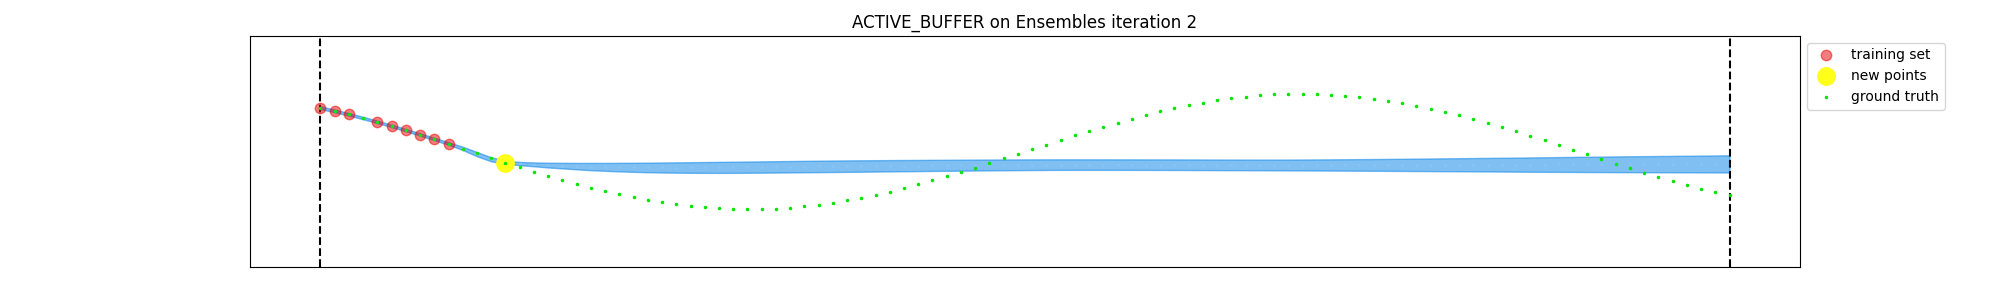 ACTIVE_BUFFER on Ensembles iteration 2
training set
new points
ground truth